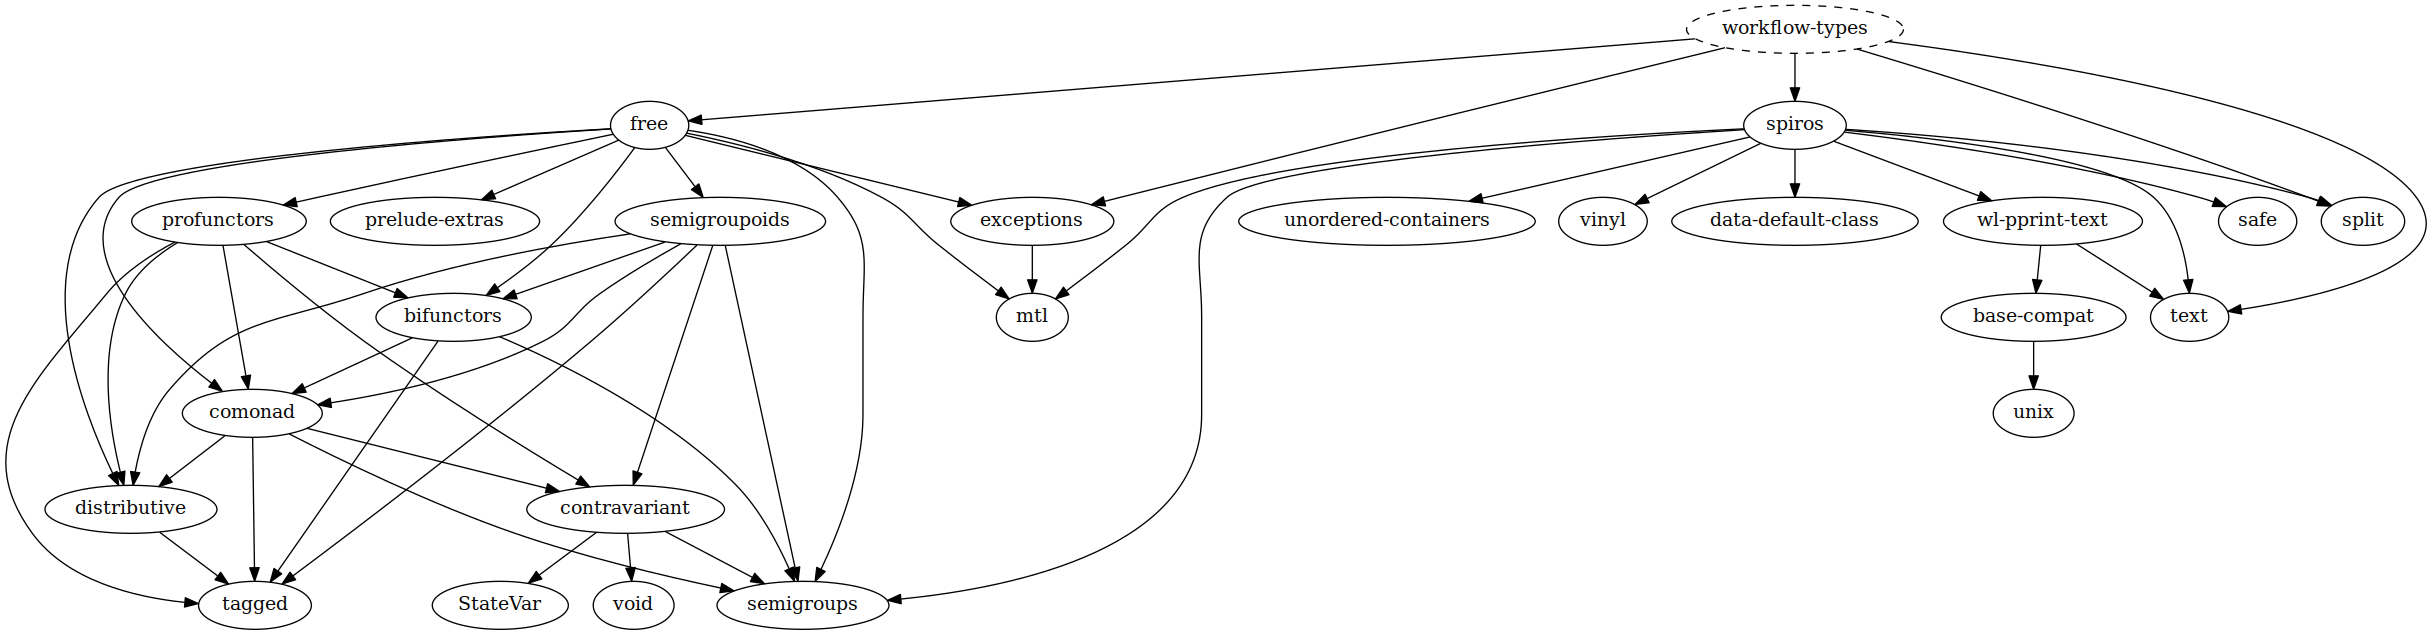 workflow-types
free
spiros
profunctors
prelude-extras
semigroupoids
exceptions
unordered-containers
vinyl
data-default-class
wl-pprint-text
safe
split
bifunctors
mtl
base-compat
text
comonad
unix
distributive
contravariant
tagged
StateVar
void
semigroups